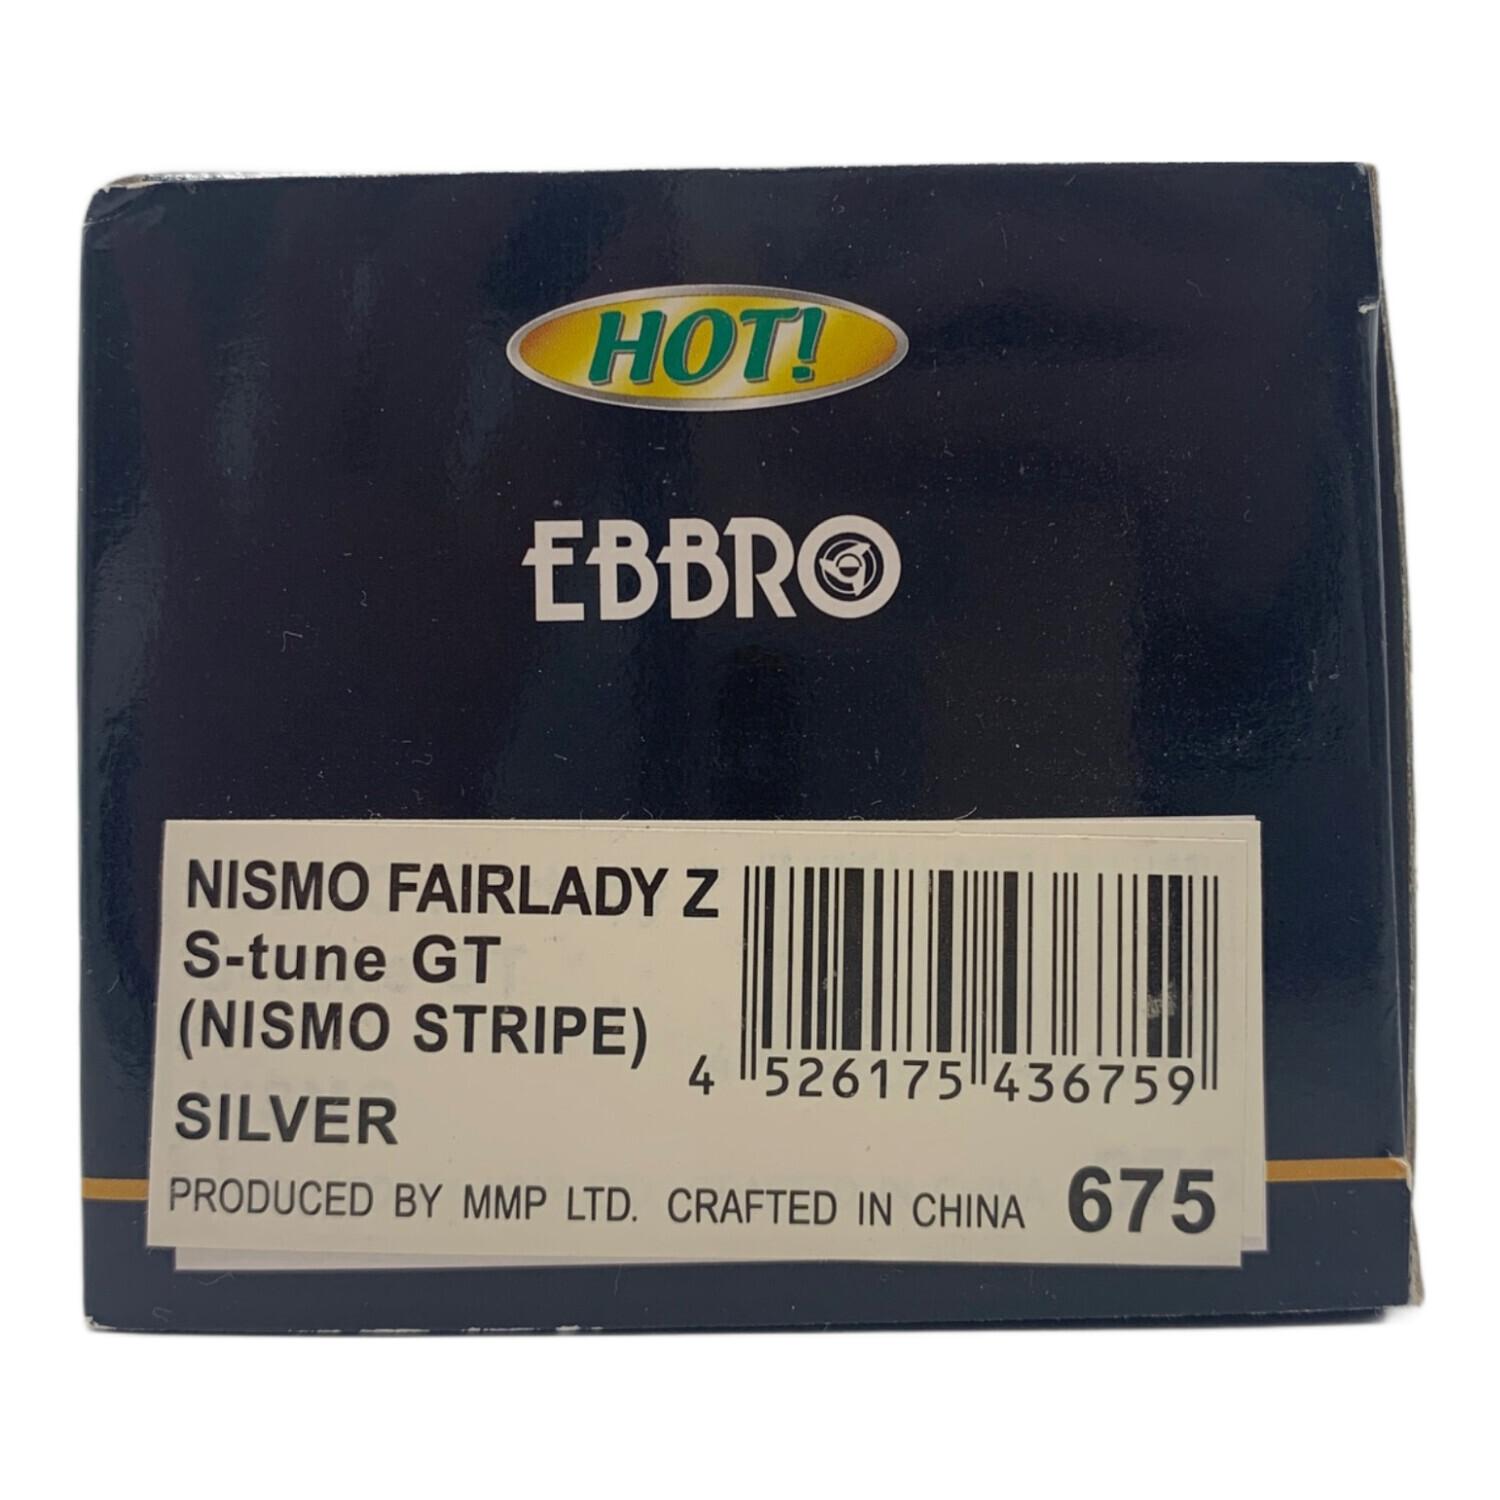 HOT!
EBBRO
NISMO FAIRLADY Z
S-tune GT
(NISMO STRIPE)
SILVER
4 526175 436759
PRODUCED BY MMP LTD. CRAFTED IN CHINA 675